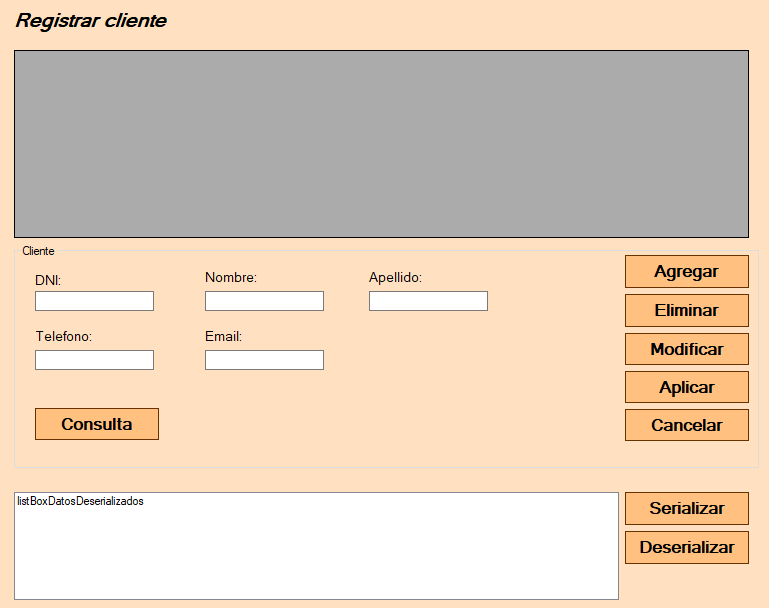 Registrar cliente
Cliente
DNI:
Nombre:
Apellido:
Telefono:
Email:
Consulta
Agregar
Eliminar
Modificar
Aplicar
Cancelar
listBoxDatosDeserializados
Serializar
Deserializar